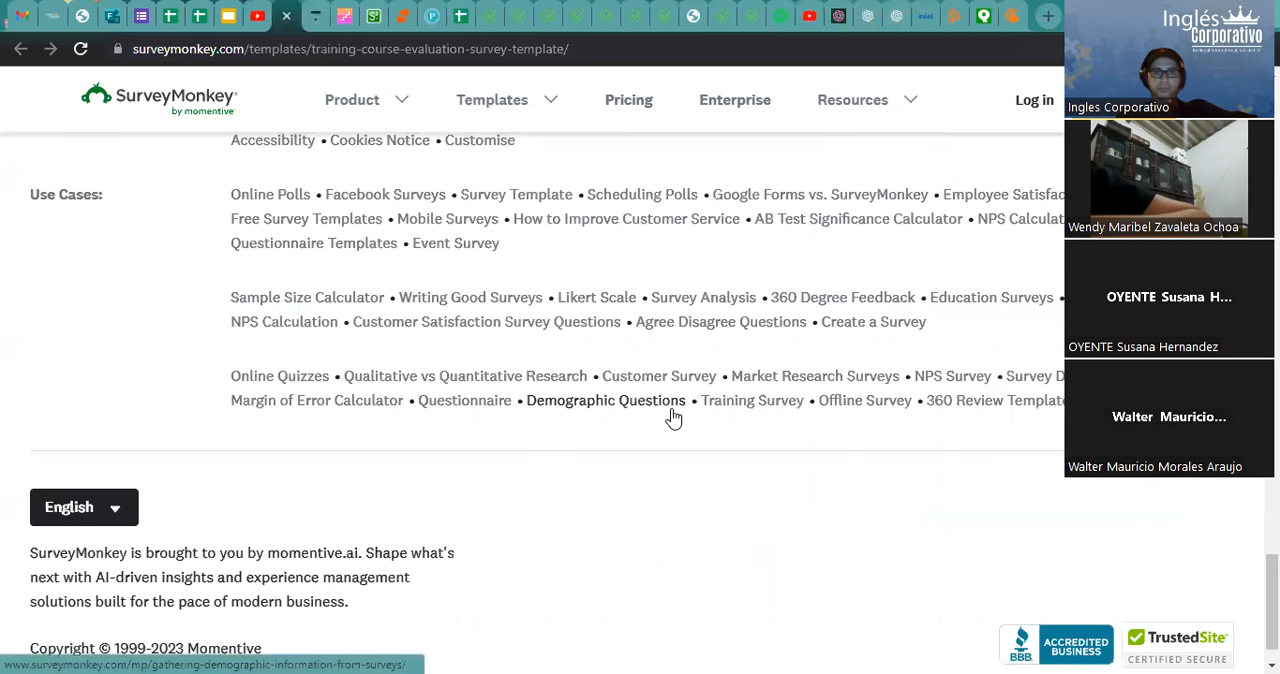 surveymonkey.com/templates/training-course-evaluation-survey-template/
SurveyMonkey®
by momentive
Product
Templates
Pricing
Enterprise
Resources
Log in
Accessibility • Cookies Notice • Customise
Use Cases:
Online Polls • Facebook Surveys • Survey Template • Scheduling Polls • Google Forms vs. SurveyMonkey • Employee Satisfac
Free Survey Templates • Mobile Surveys • How to Improve Customer Service • AB Test Significance Calculator • NPS Calculat
Questionnaire Templates • Event Survey
Sample Size Calculator • Writing Good Surveys • Likert Scale • Survey Analysis • 360 Degree Feedback • Education Surveys •
NPS Calculation • Customer Satisfaction Survey Questions • Agree Disagree Questions • Create a Survey
Online Quizzes • Qualitative vs Quantitative Research • Customer Survey • Market Research Surveys • NPS Survey • Survey D
Margin of Error Calculator • Questionnaire • Demographic Questions • Training Survey • Offline Survey • 360 Review Template
English
SurveyMonkey is brought to you by momentive.ai. Shape what's
next with AI-driven insights and experience management
solutions built for the pace of modern business.
Copyright © 1999-2023 Momentive
www.surveymonkey.com/mp/gathering-demographic-information-from-surveys/
BBB.
ACCREDITED
BUSINESS
TrustedSite
CERTIFIED SECURE
Inglés
Corporativo
Ingles Corporativo
Wendy Maribel Zavaleta Ochoa
OYENTE Susana H...
OYENTE Susana Hernandez
Walter Mauricio...
Walter Mauricio Morales Araujo